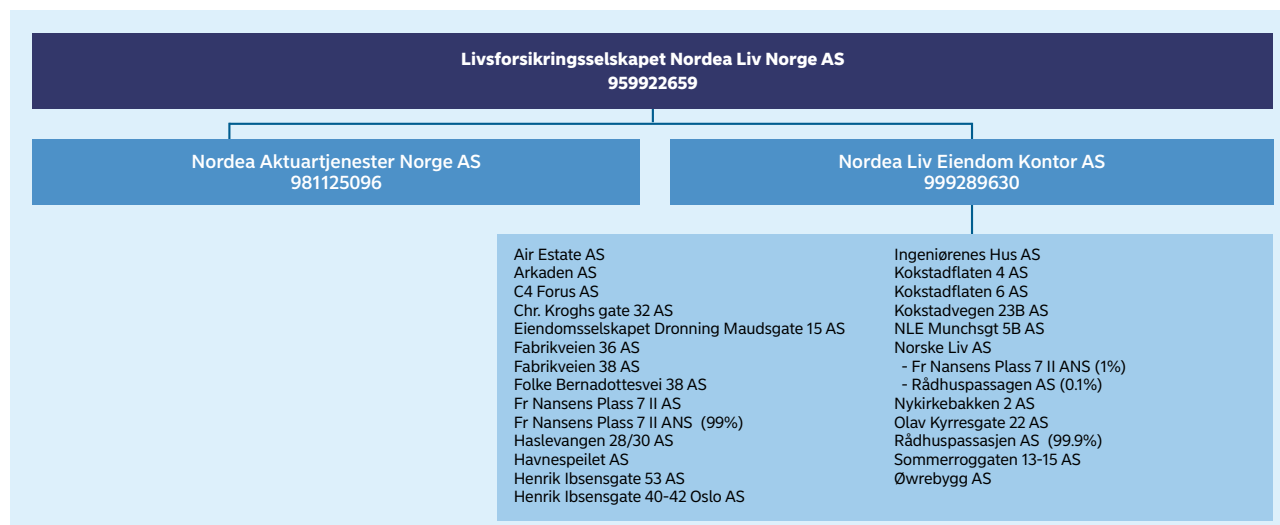 Livsforsikringsselskapet Nordea Liv Norge AS
959922659
Nordea Aktuartjenester Norge AS
981125096
Nordea Liv Eiendom Kontor AS
999289630
Air Estate AS
Arkaden AS
C4 Forus AS
Chr. Kroghs gate 32 AS
Eiendomsselskapet Dronning Maudsgate 15 AS
Fabrikveien 36 AS
Fabrikveien 38 AS
Folke Bernadottesvei 38 AS
Fr Nansens Plass 7 II AS
Fr Nansens Plass 7 II ANS (99%)
Haslevangen 28/30 AS
Havnespeilet AS
Henrik Ibsensgate 53 AS
Henrik Ibsensgate 40-42 Oslo AS
Ingeniørenes Hus AS
Kokstadflaten 4 AS
Kokstadflaten 6 AS
Kokstadvegen 23B AS
NLE Munchsgt 5B AS
Norske Liv AS
- Fr Nansens Plass 7 II ANS (1%)
- Rådhuspassagen AS (0.1%)
Nykirkebakken 2 AS
Olav Kyrresgate 22 AS
Rådhuspassasjen AS (99.9%)
Sommerroggaten 13-15 AS
Øwrebygg AS